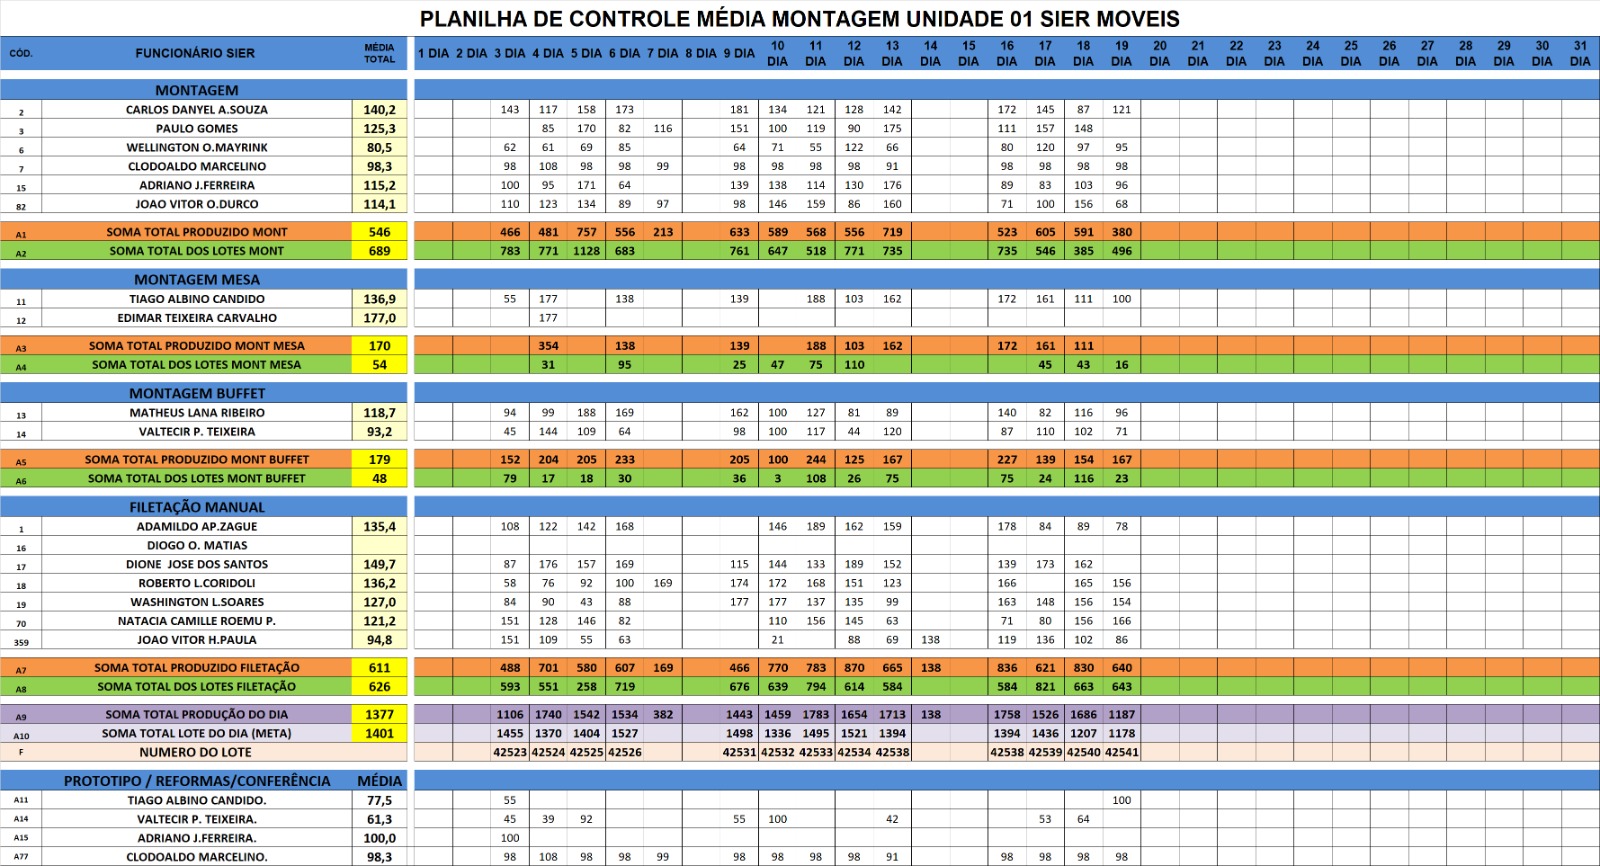 PLANILHA DE CONTROLE MÉDIA MONTAGEM UNIDADE 01 SIER MOVEIS
CÓD. FUNCIONÁRIO SIER MÉDIA TOTAL 1 DIA 2 DIA 3 DIA 4 DIA 5 DIA 6 DIA 7 DIA 8 DIA 9 DIA 10 DIA 11 DIA 12 DIA 13 DIA 14 DIA 15 DIA 16 DIA 17 DIA 18 DIA 19 DIA 20 DIA 21 DIA 22 DIA 23 DIA 24 DIA 25 DIA 26 DIA 27 DIA 28 DIA 29 DIA 30 DIA 31 DIA
MONTAGEM
2 CARLOS DANYEL A.SOUZA 140,2 143 117 158 173 181 134 121 128 142 172 145 87 121
3 PAULO GOMES 125,3 85 170 82 116 151 100 119 90 175 111 157 148
6 WELLINGTON O.MAYRINK 80,5 62 61 69 85 64 71 55 122 66 80 120 97 95
7 CLODOALDO MARCELINO 98,3 98 108 98 98 99 98 98 98 98 91 98 98 98 98
15 ADRIANO J.FERREIRA 115,2 100 95 171 64 139 138 114 130 176 89 83 103 96
82 JOAO VITOR O.DURCO 114,1 110 123 134 89 97 98 146 159 86 160 71 100 156 68
A1 SOMA TOTAL PRODUZIDO MONT 546 466 481 757 556 213 633 589 568 556 719 523 605 591 380
A2 SOMA TOTAL DOS LOTES MONT 689 783 771 1128 683 761 647 518 771 735 735 546 385 496
MONTAGEM MESA
11 TIAGO ALBINO CANDIDO 136,9 55 177 138 139 188 103 162 172 161 111 100
12 EDIMAR TEIXEIRA CARVALHO 177,0 177
A3 SOMA TOTAL PRODUZIDO MONT MESA 170 354 138 139 188 103 162 172 161 111
A4 SOMA TOTAL DOS LOTES MONT MESA 54 31 95 25 47 75 110 45 43 16
MONTAGEM BUFFET
13 MATHEUS LANA RIBEIRO 118,7 94 99 188 169 162 100 127 81 89 140 82 116 96
14 VALTECIR P. TEIXEIRA 93,2 45 144 109 64 98 100 117 44 120 87 110 102 71
A5 SOMA TOTAL PRODUZIDO MONT BUFFET 179 152 204 205 233 205 100 244 125 167 227 139 154 167
A6 SOMA TOTAL DOS LOTES MONT BUFFET 48 79 17 18 30 36 3 108 26 75 75 24 116 23
FILETAÇÃO MANUAL
1 ADAMILDO AP.ZAGUE 135,4 108 122 142 168 146 189 162 159 178 84 89 78
16 DIOGO O. MATIAS
17 DIONE JOSE DOS SANTOS 149,7 87 176 157 169 115 144 133 189 152 139 173 162
18 ROBERTO L.CORIDOLI 136,2 58 76 92 100 169 174 172 168 151 123 166 165 156
19 WASHINGTON L.SOARES 127,0 84 90 43 88 177 177 137 135 99 163 148 156 154
70 NATACIA CAMILLE ROEMU P. 121,2 151 128 146 82 110 156 145 63 71 80 156 166
359 JOAO VITOR H.PAULA 94,8 151 109 55 63 21 88 69 138 119 136 102 86
A7 SOMA TOTAL PRODUZIDO FILETAÇÃO 611 488 701 580 607 169 466 770 783 870 665 138 836 621 830 640
A8 SOMA TOTAL DOS LOTES FILETAÇÃO 626 593 551 258 719 676 639 794 614 584 584 821 663 643
A9 SOMA TOTAL PRODUÇÃO DO DIA 1377 1106 1740 1542 1534 382 1443 1459 1783 1654 1713 138 1758 1526 1686 1187
A10 SOMA TOTAL LOTE DO DIA (META) 1401 1455 1370 1404 1527 1498 1336 1495 1521 1394 1394 1436 1207 1178
F NUMERO DO LOTE 42523 42524 42525 42526 42531 42532 42533 42534 42538 42538 42539 42540 42541
PROTOTIPO / REFORMAS/CONFERÊNCIA MÉDIA
A11 TIAGO ALBINO CANDIDO. 77,5 55 100
A14 VALTECIR P. TEIXEIRA. 61,3 45 39 92 55 100 42 53 64
A15 ADRIANO J.FERREIRA. 100,0 100
A77 CLODOALDO MARCELINO. 98,3 98 108 98 98 99 98 98 98 98 91 98 98 98 98